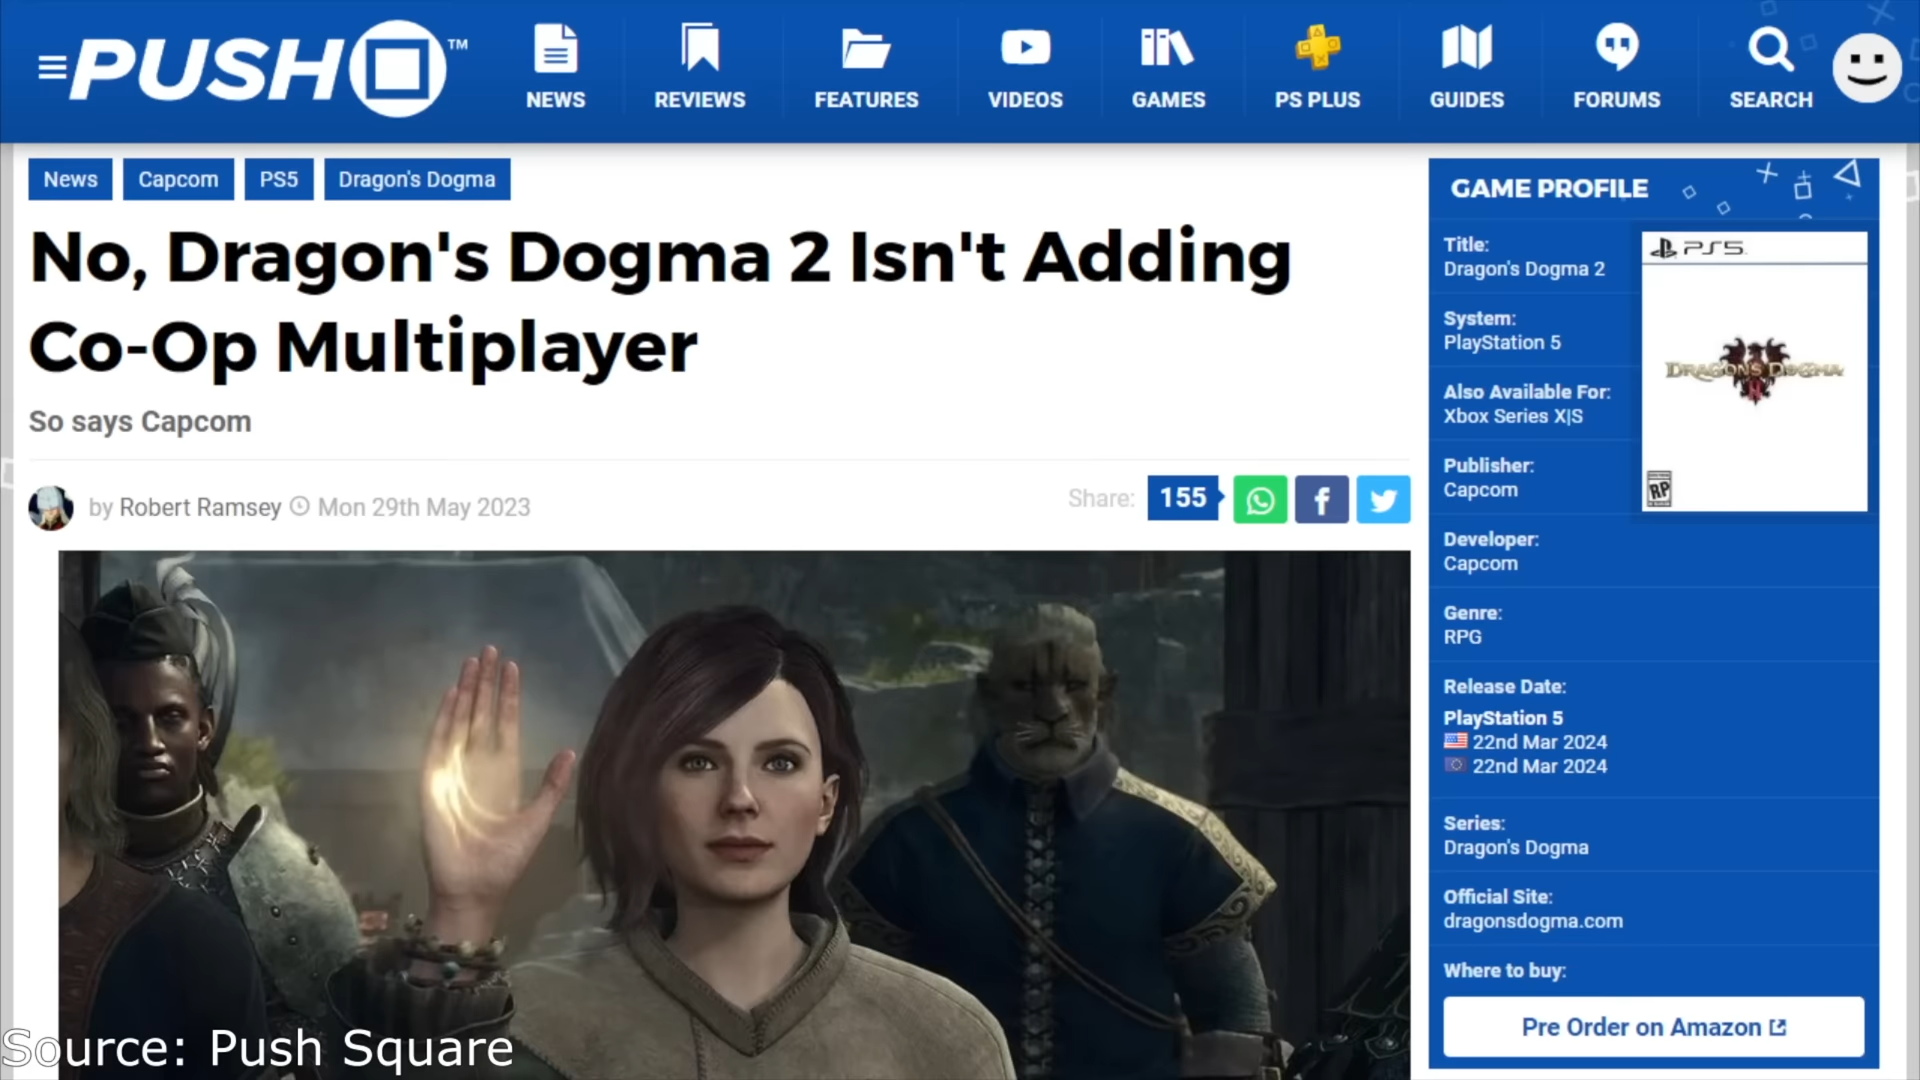 PUSH™
NEWS
REVIEWS
FEATURES
VIDEOS
GAMES
PS PLUS
GUIDES
FORUMS
SEARCH
News
Capcom
PS5
Dragon's Dogma
No, Dragon's Dogma 2 Isn't Adding
Co-Op Multiplayer
So says Capcom
by Robert Ramsey Mon 29th May 2023
Share: 155
GAME PROFILE
Title:
Dragon's Dogma 2
System:
PlayStation 5
Also Available For:
Xbox Series X|S
Publisher:
Capcom
Developer:
Capcom
Genre:
RPG
Release Date:
PlayStation 5
22nd Mar 2024
22nd Mar 2024
Series:
Dragon's Dogma
Official Site:
dragonsdogma.com
Where to buy:
Pre Order on Amazon
PS5
DRAGON'S DOGMA
II
RP
Source: Push Square